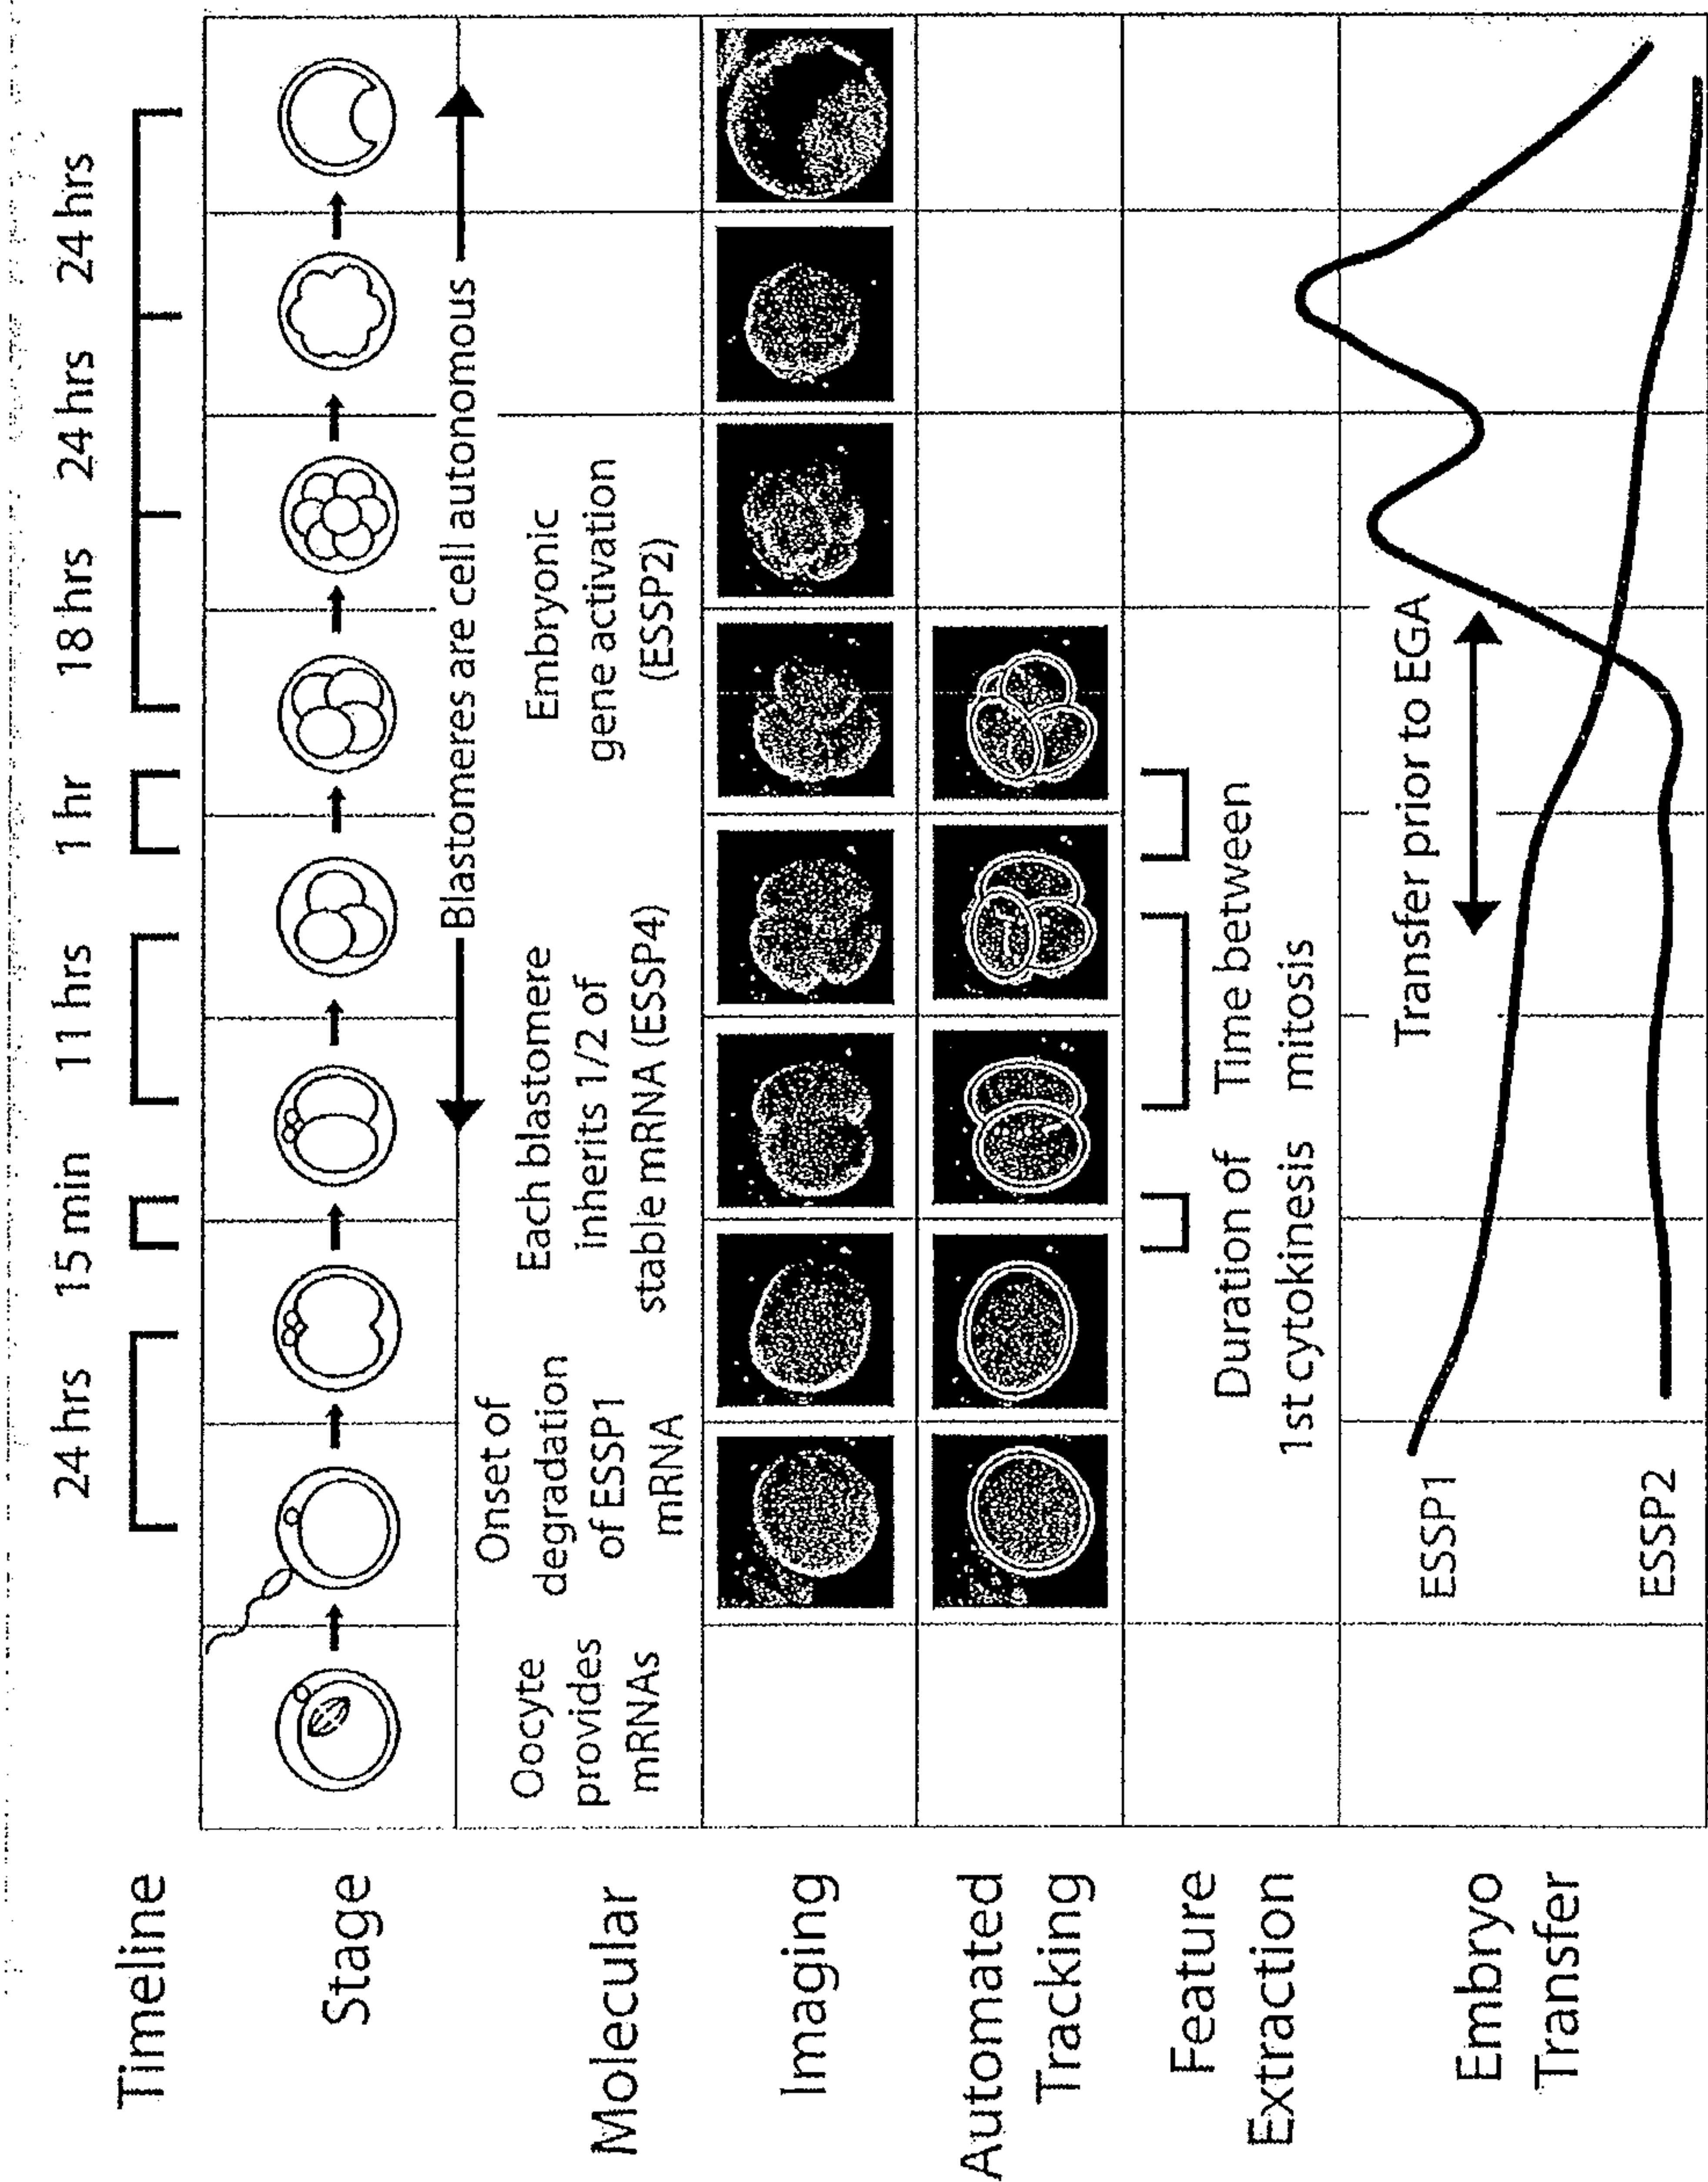 Timeline
24 hrs 15 min 11 hrs 1 hr 18 hrs 24 hrs 24 hrs
Stage
Blastomeres are cell autonomous
Molecular
Oocyte
provides
mRNAs
Onset of
degradation
of ESSP1
mRNA
Each blastomere
inherits 1/2 of
stable mRNA (ESSP4)
Embryonic
gene activation
(ESSP2)
Imaging
Automated
Tracking
Feature
Extraction
Duration of
1st cytokinesis
Time between
mitosis
Embryo
Transfer
Transfer prior to EGA
ESSP1
ESSP2